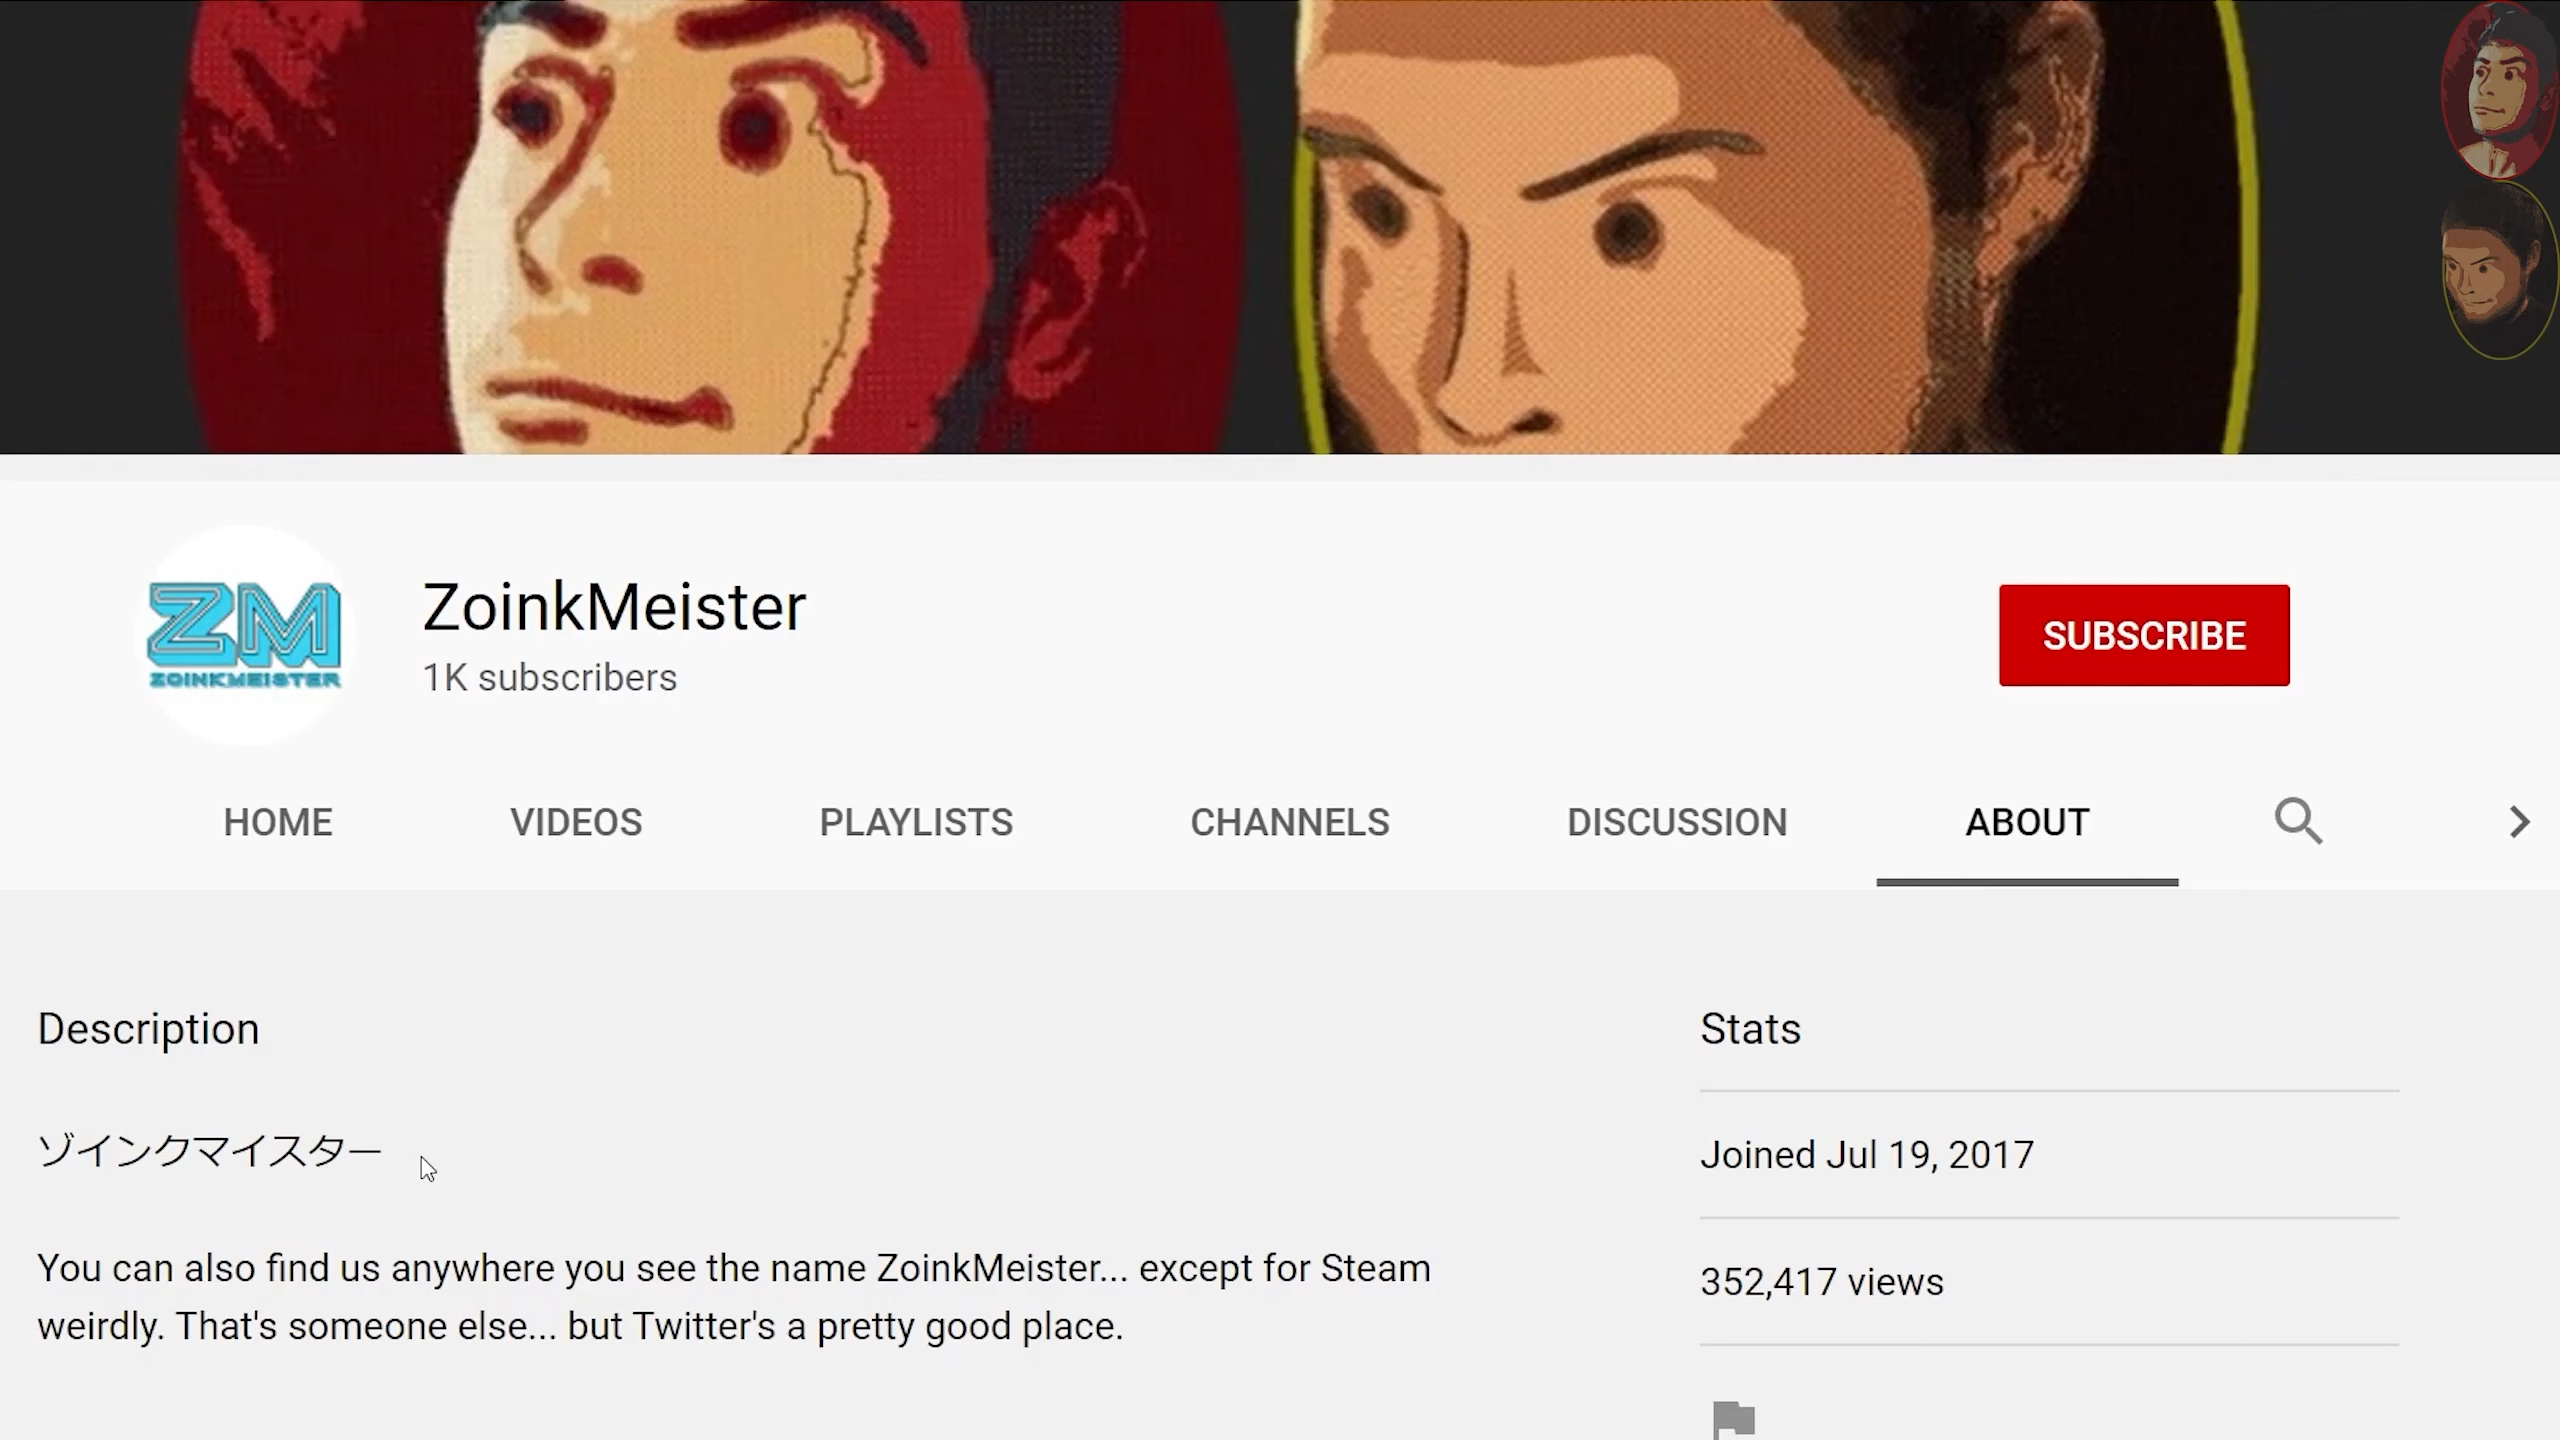 ZM
ZOINKMEISTER
ZoinkMeister
1K subscribers
SUBSCRIBE
HOME VIDEOS PLAYLISTS CHANNELS DISCUSSION ABOUT
Description
ゾインクマイスター
You can also find us anywhere you see the name ZoinkMeister... except for Steam
weirdly. That's someone else... but Twitter's a pretty good place.
Stats
Joined Jul 19, 2017
352,417 views